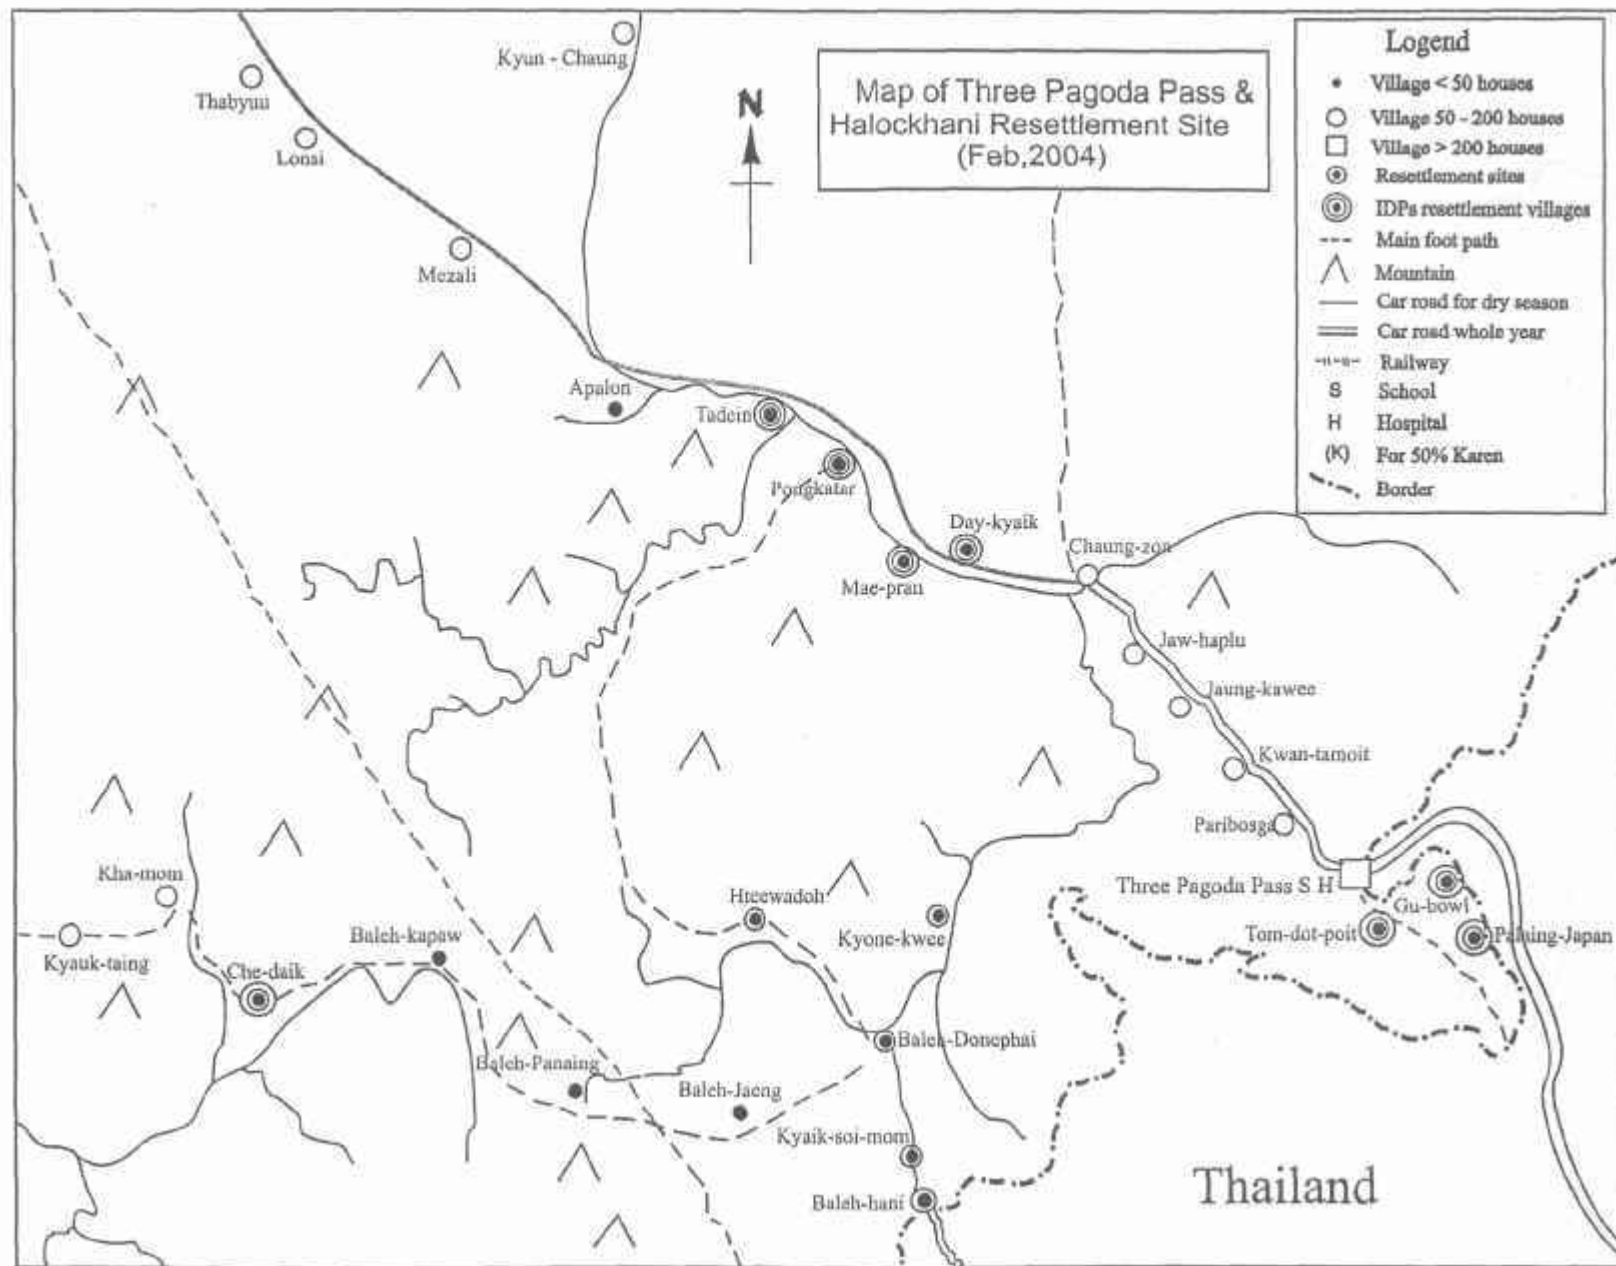 Map of Three Pagoda Pass &
Halockhani Resettlement Site
(Feb,2004)
N
Legend
Village < 50 houses
Village 50 - 200 houses
Village > 200 houses
Resettlement sites
IDPs resettlement villages
Main foot path
Mountain
Car road for dry season
Car road whole year
Railway
S School
H Hospital
(K) For 50% Karen
Border
Kyun - Chaung
Thabyuu
Lonsi
Mezali
Apalon
Tadein
Pongkatar
Day-kyaik
Chaung-zon
Mae-pran
Jaw-haplu
Jaung-kawee
Kwan-tamoit
Paribosga
Three Pagoda Pass S H
Gu-bowl
Tom-dot-poit
Palaing-Japan
Kha-mom
Kyauk-taing
Che-daik
Baleh-kapaw
Hteewadoh
Kyone-kwee
Baleh-Donephai
Baleh-Panaing
Baleh-Jaeng
Kyaik-soi-mom
Baleh-hani
Thailand